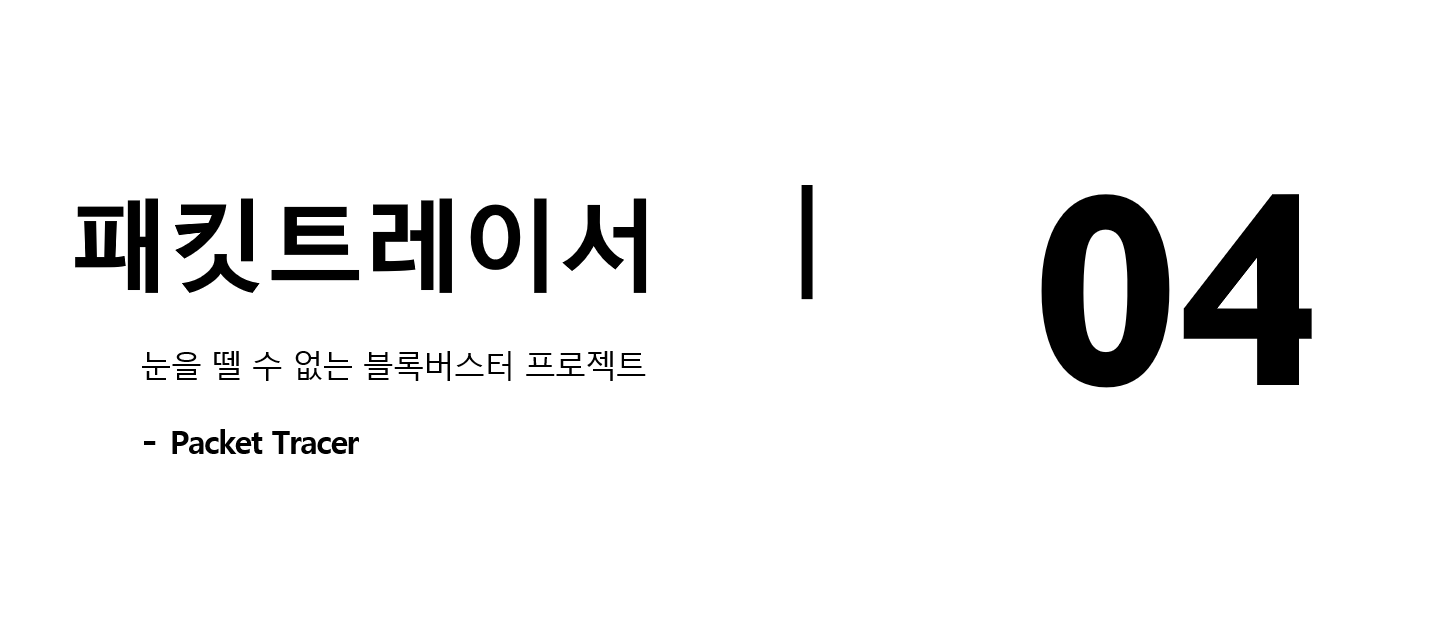 패킷트레이서 | 04
눈을 뗄 수 없는 블록버스터 프로젝트
- Packet Tracer